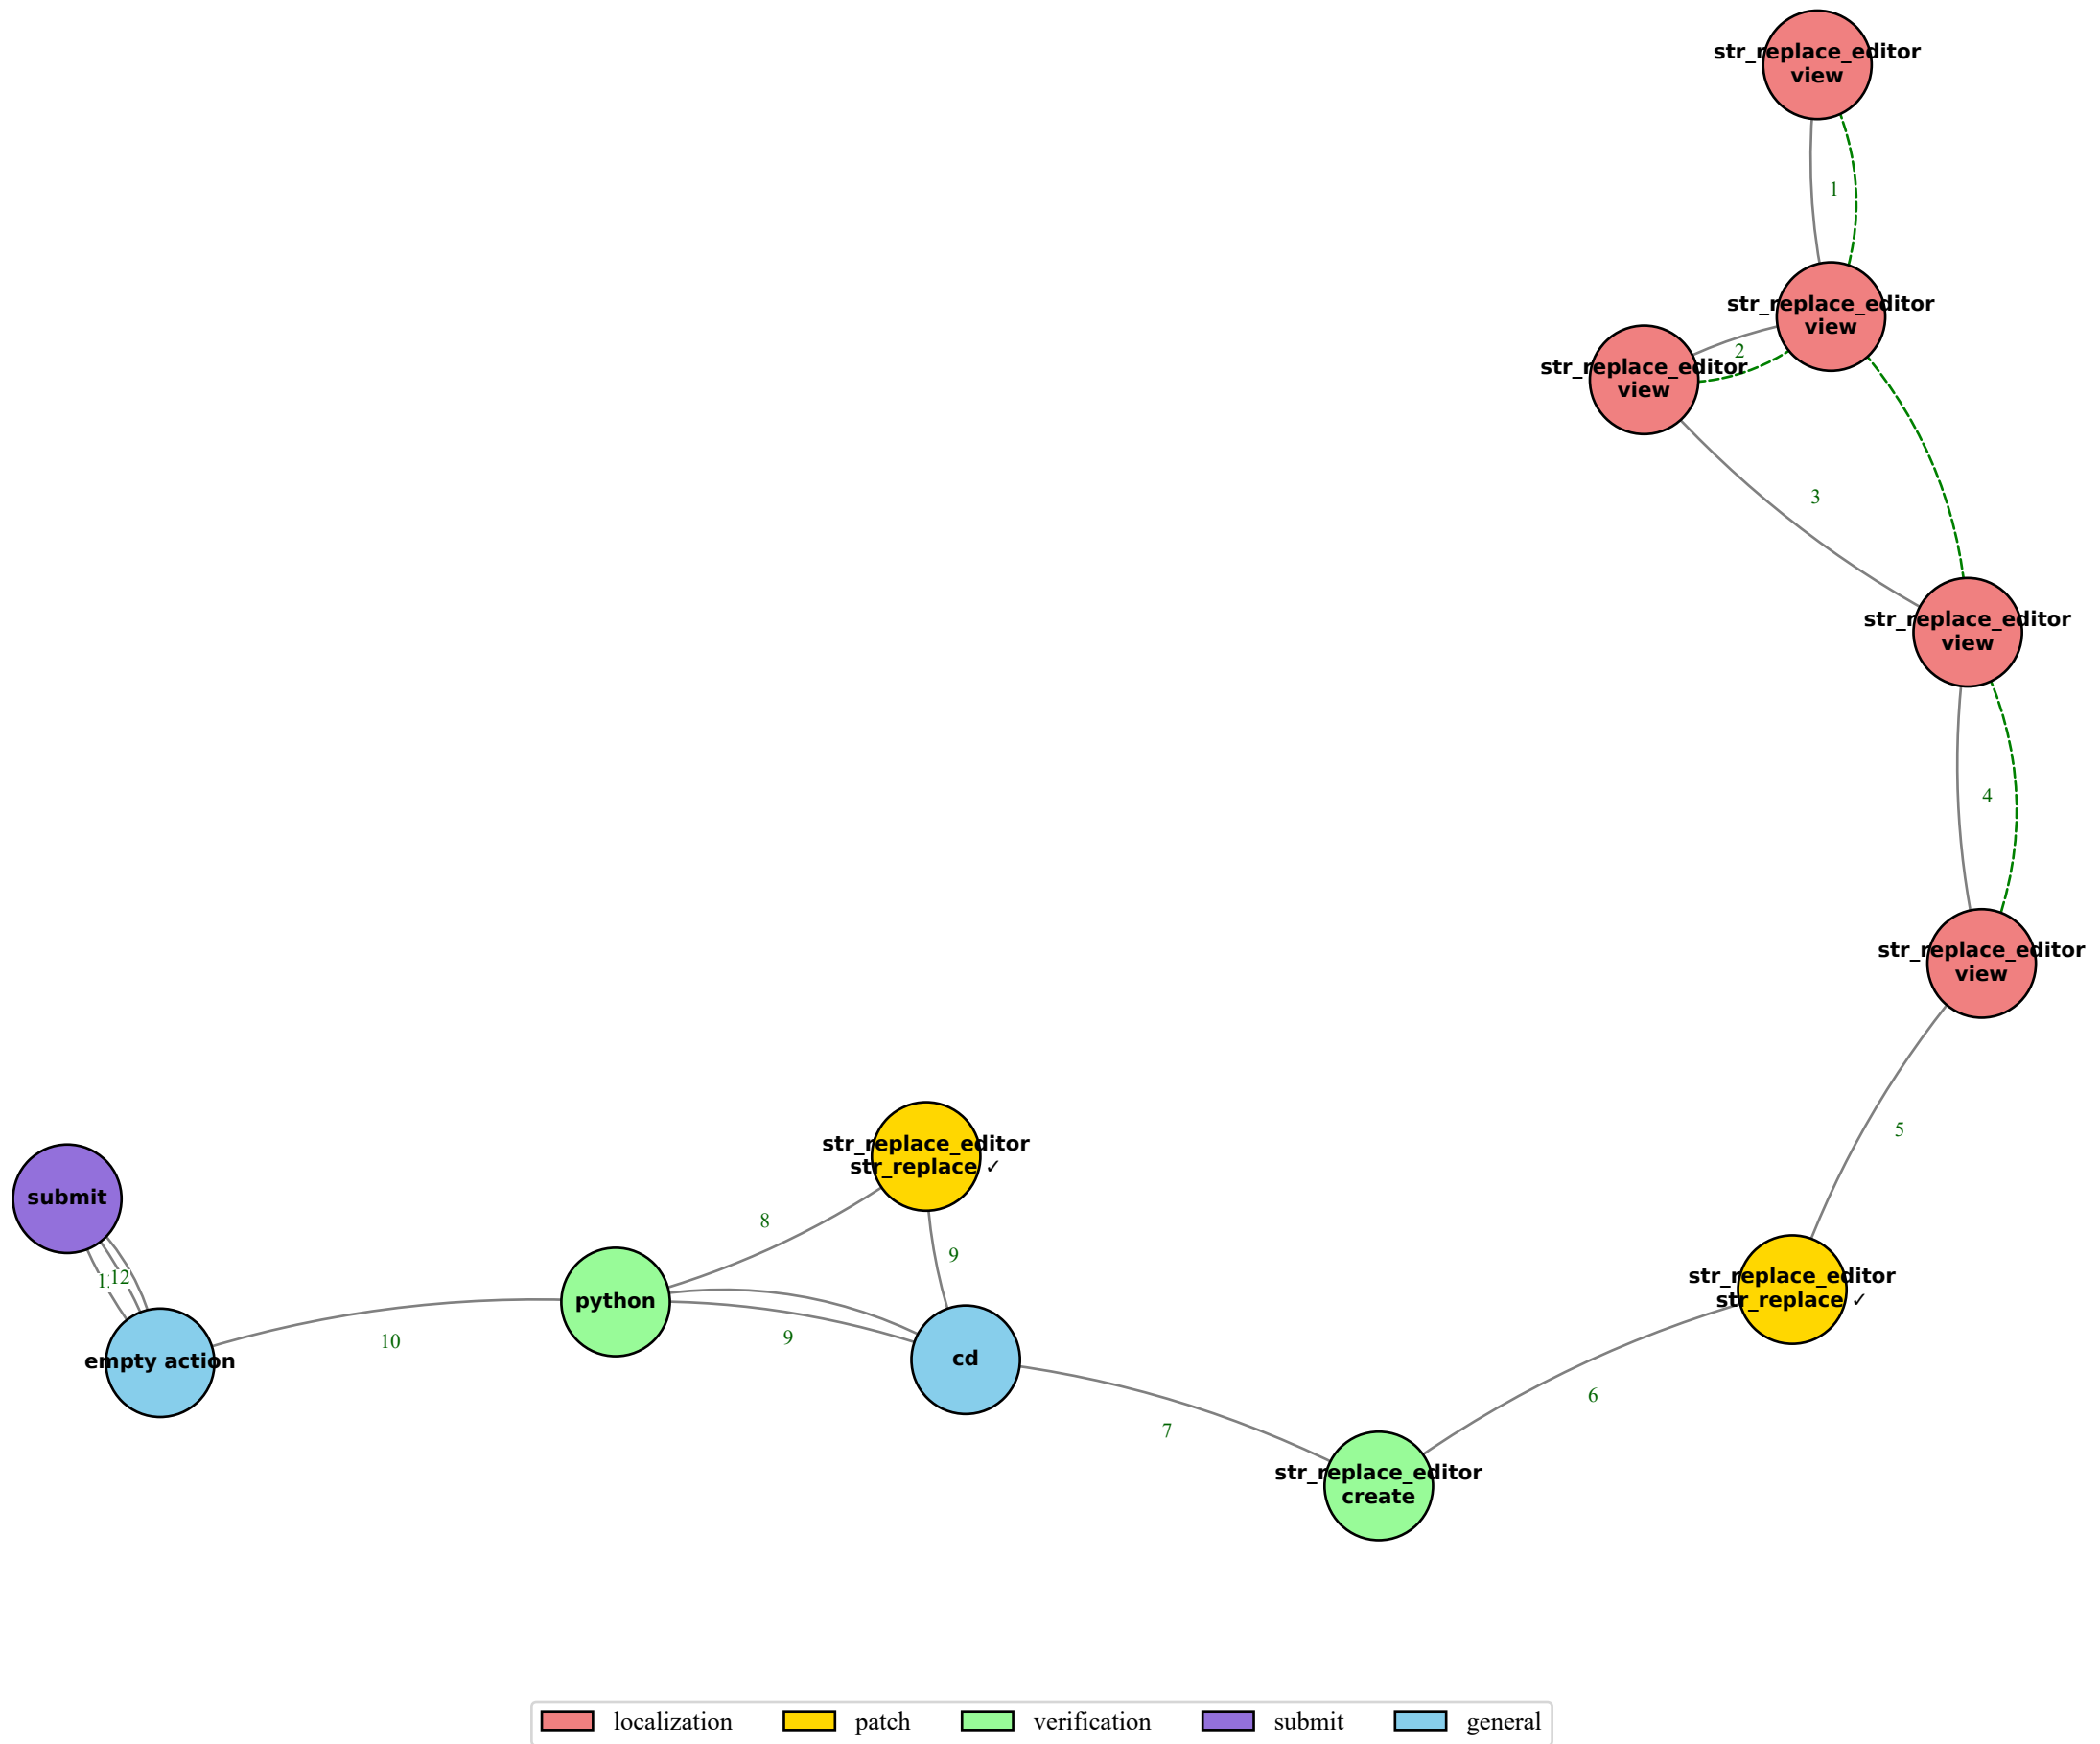 str_replace_editor
view
1
str_replace_editor
view
2
str_replace_editor
view
3
str_replace_editor
view
4
str_replace_editor
view
5
str_replace_editor
str_replace ✓
8
9
submit
12
python
empty action
10
9
cd
str_replace_editor
str_replace ✓
6
7
str_replace_editor
create
localization
patch
verification
submit
general